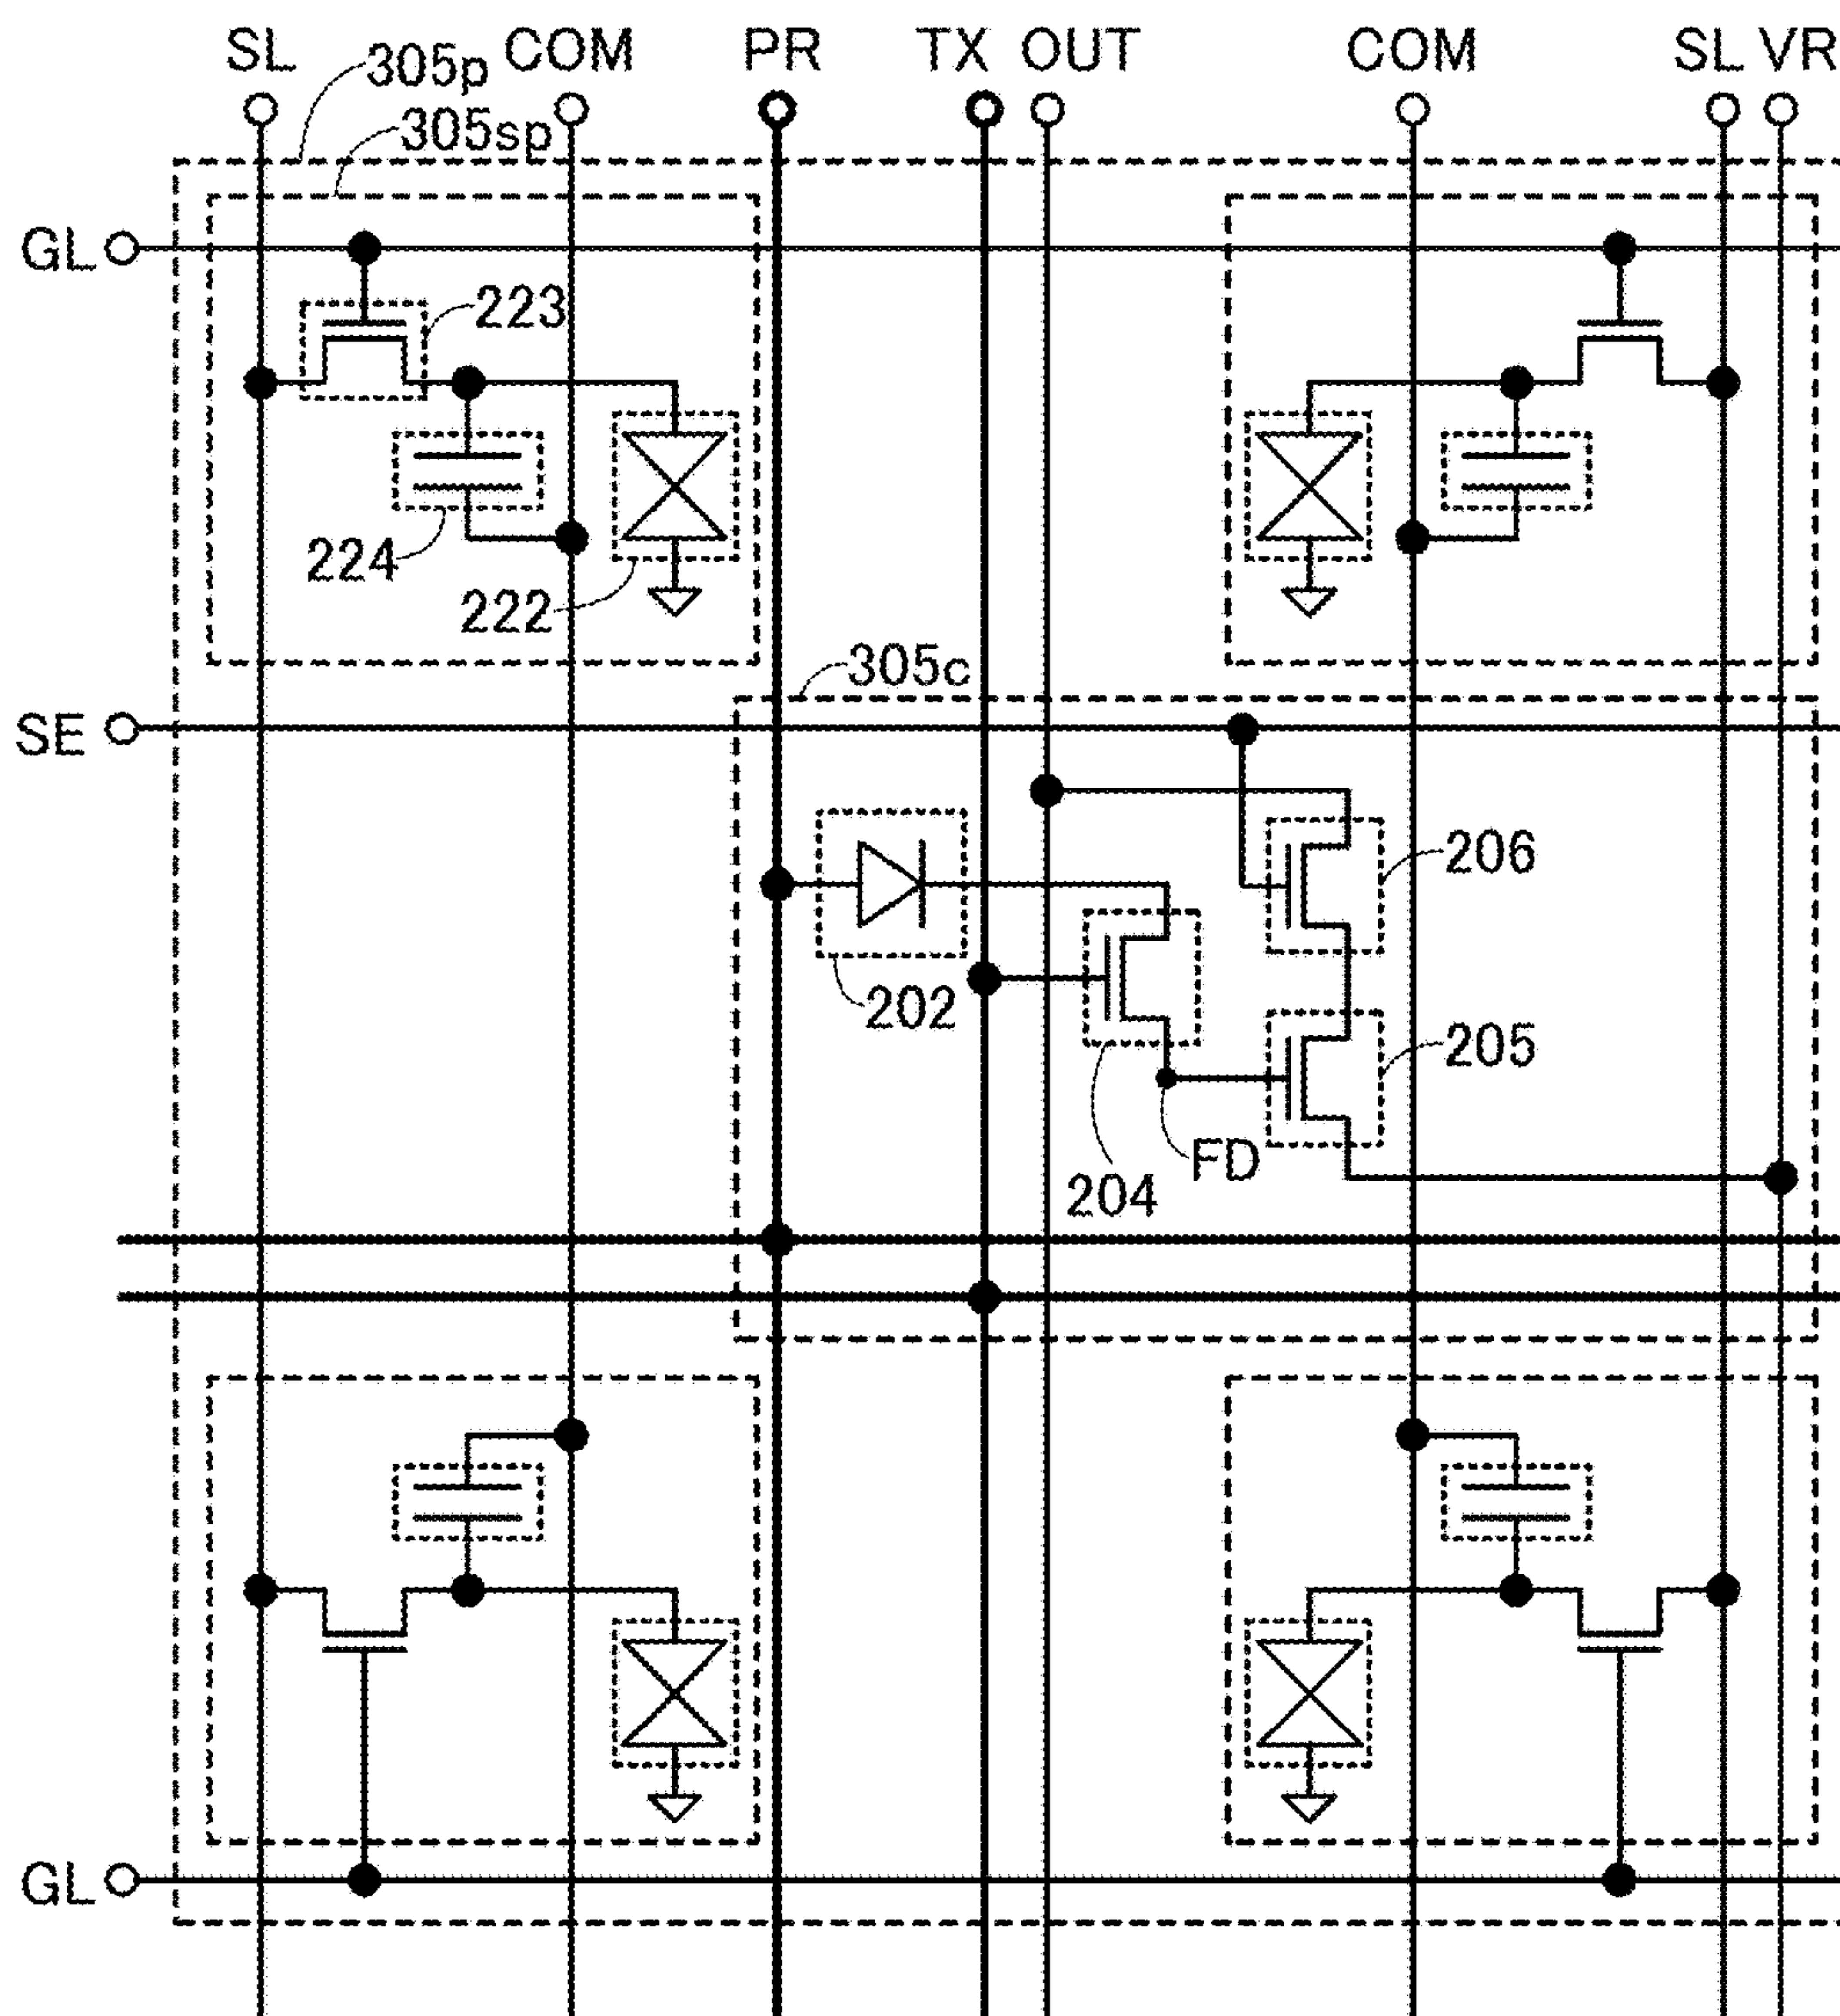 SL 305p COM PR TX OUT COM SL VR
305sp
GL
223
224
222
305c
SE
206
202
205
FD
204
GL